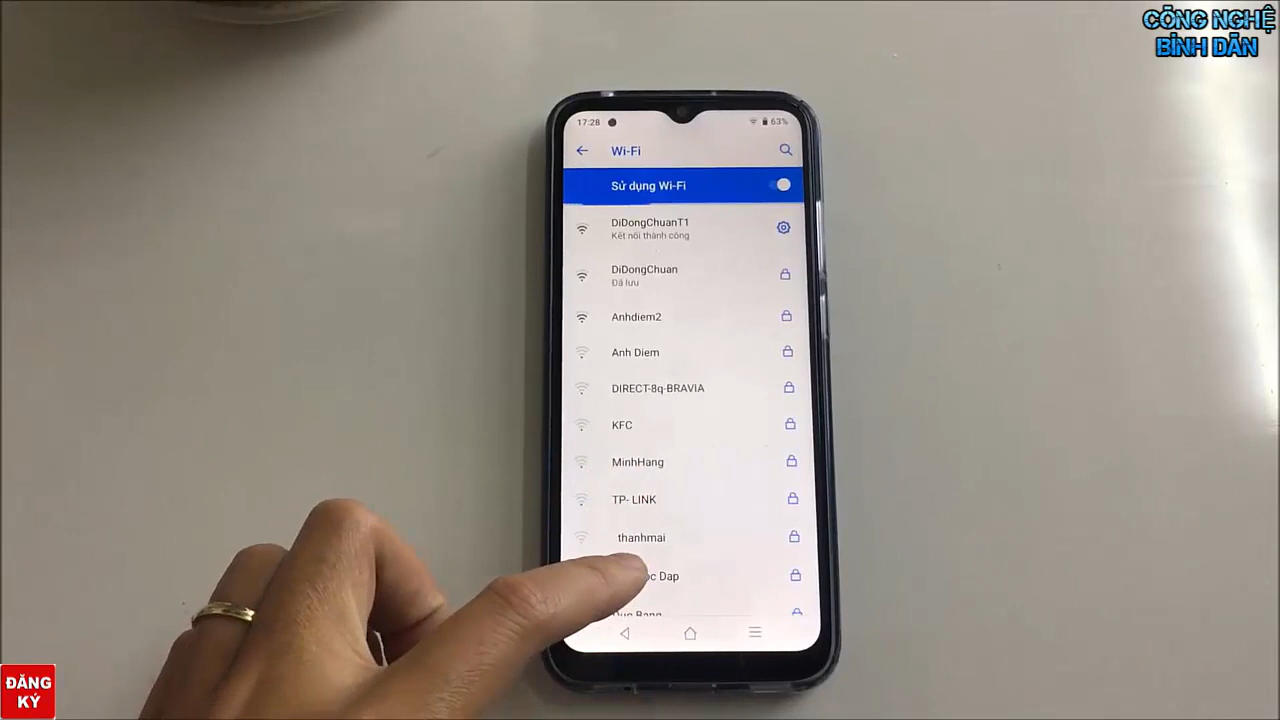 CÔNG NGHỆ
BÌNH DÂN
17:28
63%
Wi-Fi
Sử dụng Wi-Fi
DiDongChuanT1
Kết nối thành công
DiDongChuan
Đã lưu
Anhdiem2
Anh Diem
DIRECT-8q-BRAVIA
KFC
MinhHang
TP- LINK
thanhmai
Dap
ĐĂNG
KÝ